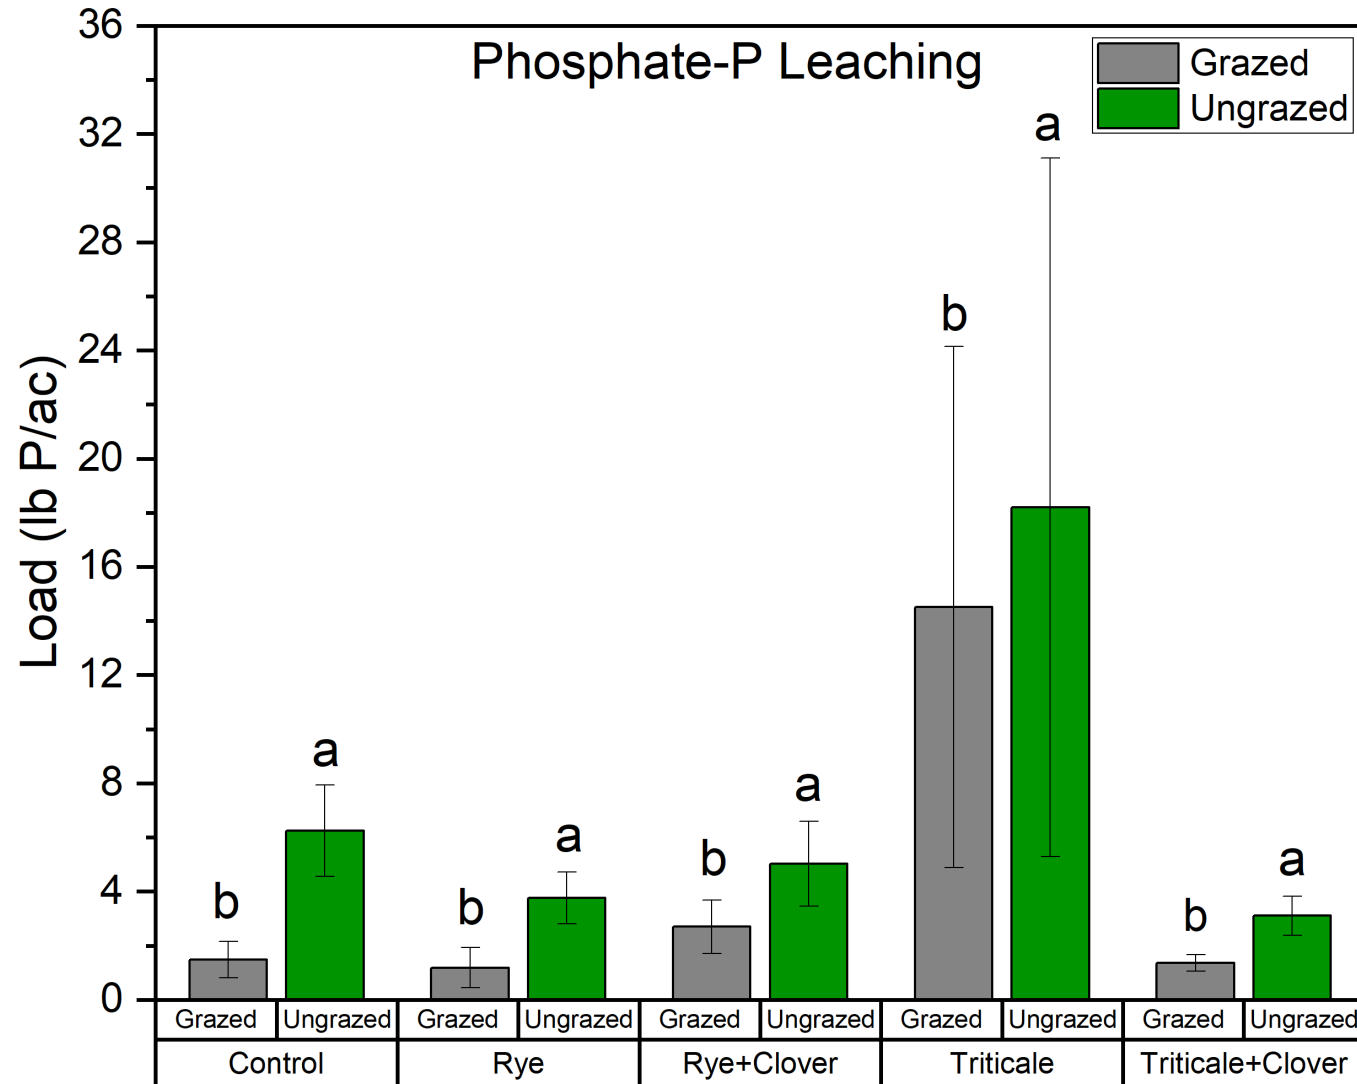 Phosphate-P Leaching
Grazed
Ungrazed
Load (lb P/ac)
36
32
28
24
20
16
12
8
4
0
b
a
b
a
b
a
b
a
b
a
Grazed Ungrazed Grazed Ungrazed Grazed Ungrazed Grazed Ungrazed Grazed Ungrazed
Control Rye Rye+Clover Triticale Triticale+Clover